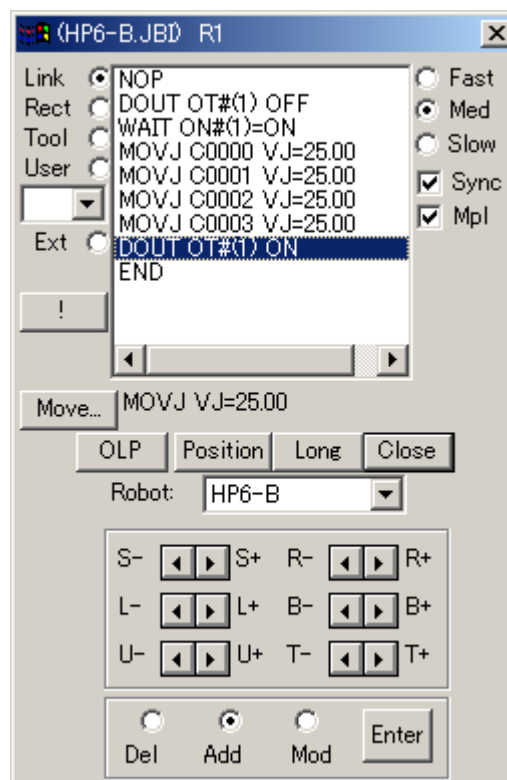 (HP6-B.JBI) R1
Link
Rect
Tool
User
Ext
!
NOP
DOUT OT#(1) OFF
WAIT ON#(1)=ON
MOVJ C0000 VJ=25.00
MOVJ C0001 VJ=25.00
MOVJ C0002 VJ=25.00
MOVJ C0003 VJ=25.00
DOUT OT#(1) ON
END
Fast
Med
Slow
Sync
Mpl
Move... MOVJ VJ=25.00
OLP Position Long Close
Robot: HP6-B
S- S+ R- R+
L- L+ B- B+
U- U+ T- T+
Del Add Mod Enter